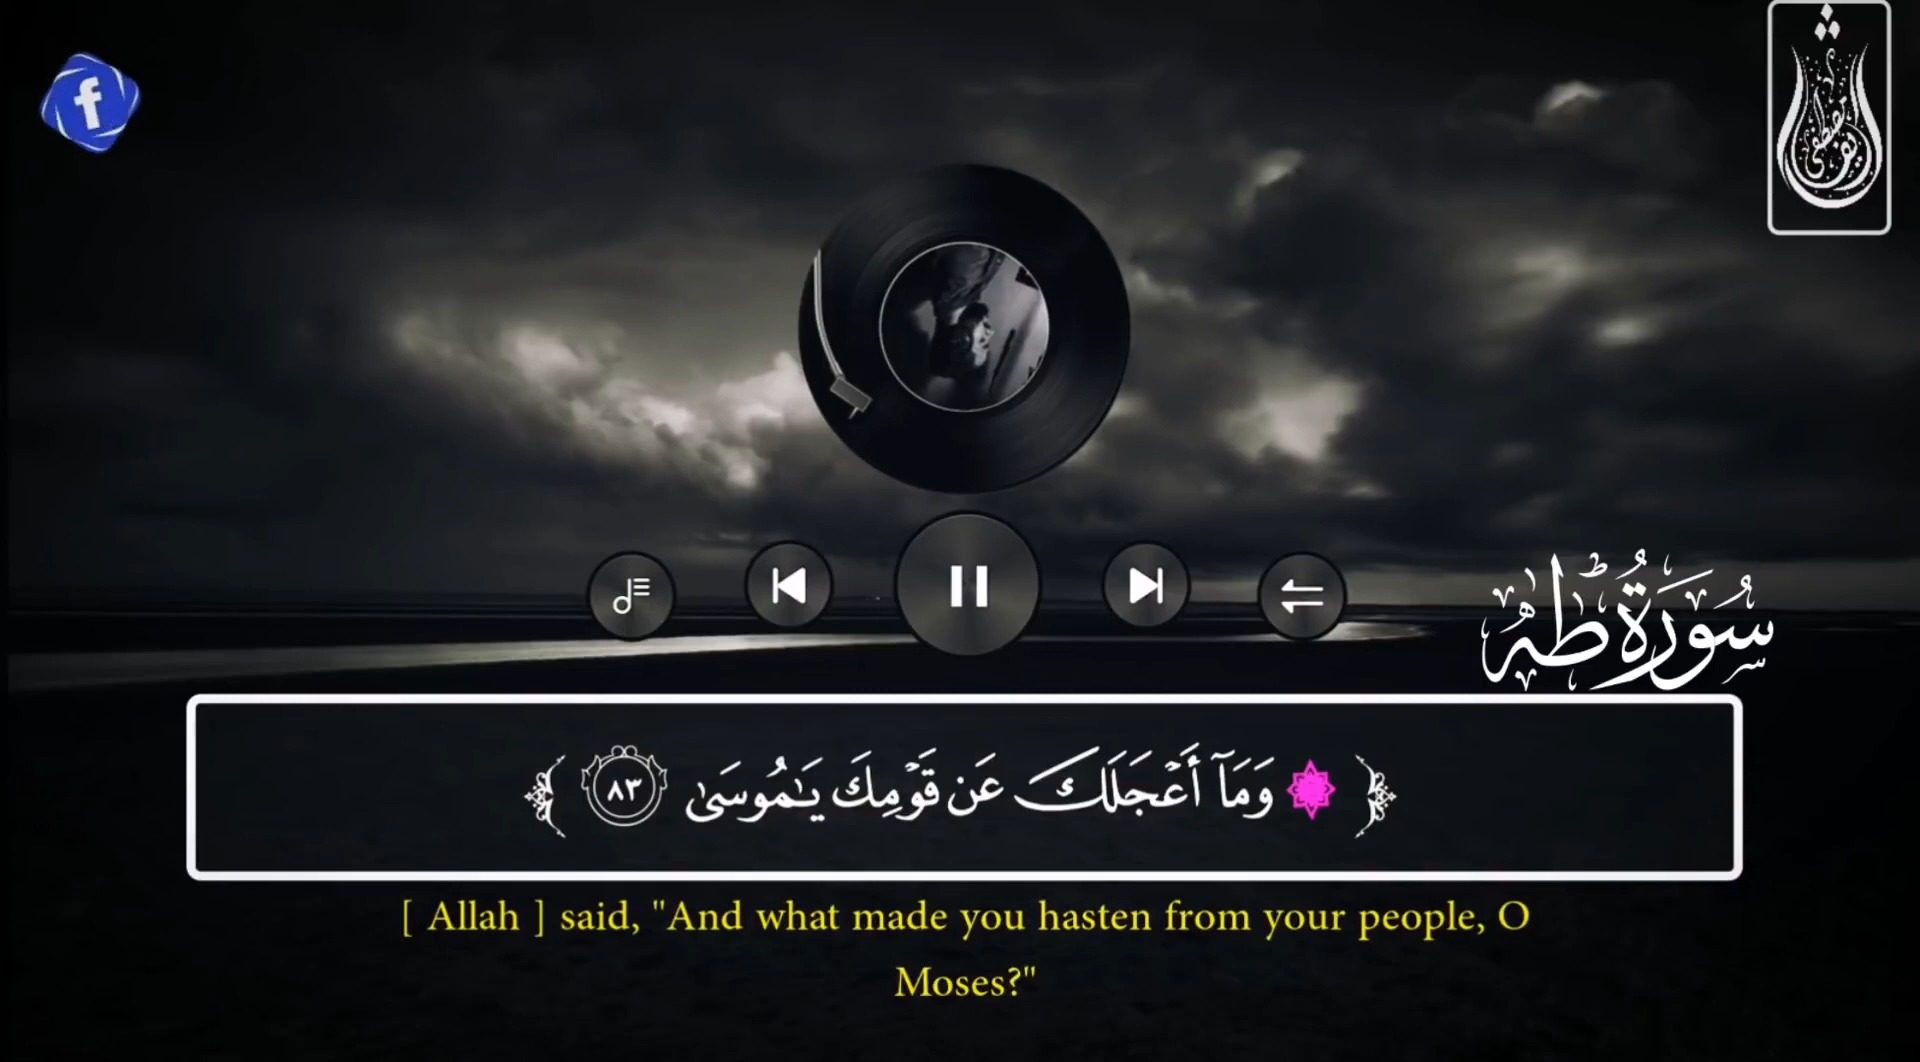 f
سُورَةُ طه
وَمَآ أَعْجَلَكَ عَن قَوْمِكَ يَٰمُوسَىٰ ٨٣
[ Allah ] said, "And what made you hasten from your people, O
Moses?"